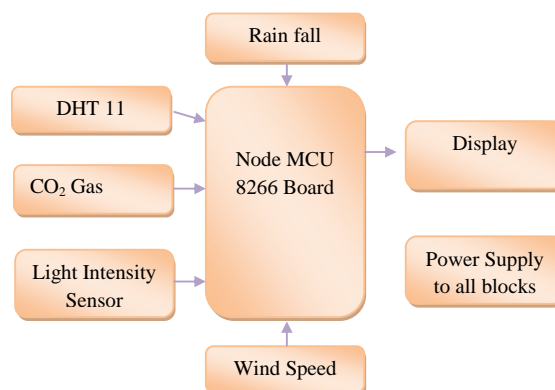 Rain fall
DHT 11
Node MCU
8266 Board
Display
CO₂ Gas
Light Intensity
Sensor
Power Supply
to all blocks
Wind Speed